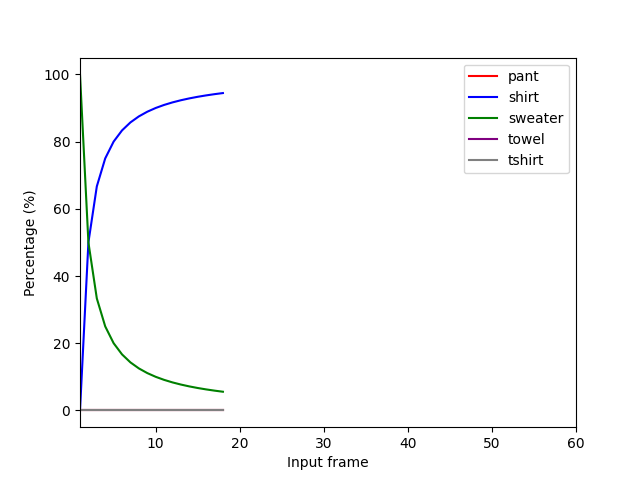 pant
shirt
sweater
towel
tshirt
Percentage (%)
100
80
60
40
20
0
10 20 30 40 50 60
Input frame